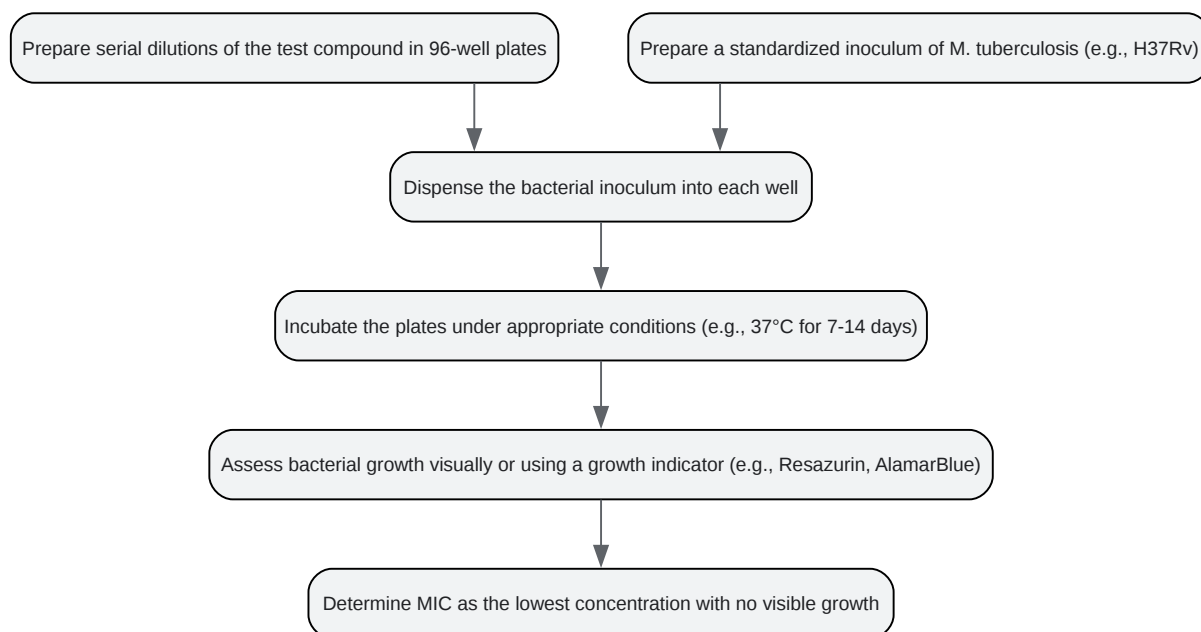 Prepare serial dilutions of the test compound in 96-well plates
Prepare a standardized inoculum of M. tuberculosis (e.g., H37Rv)
Dispense the bacterial inoculum into each well
Incubate the plates under appropriate conditions (e.g., 37°C for 7-14 days)
Assess bacterial growth visually or using a growth indicator (e.g., Resazurin, AlamarBlue)
Determine MIC as the lowest concentration with no visible growth